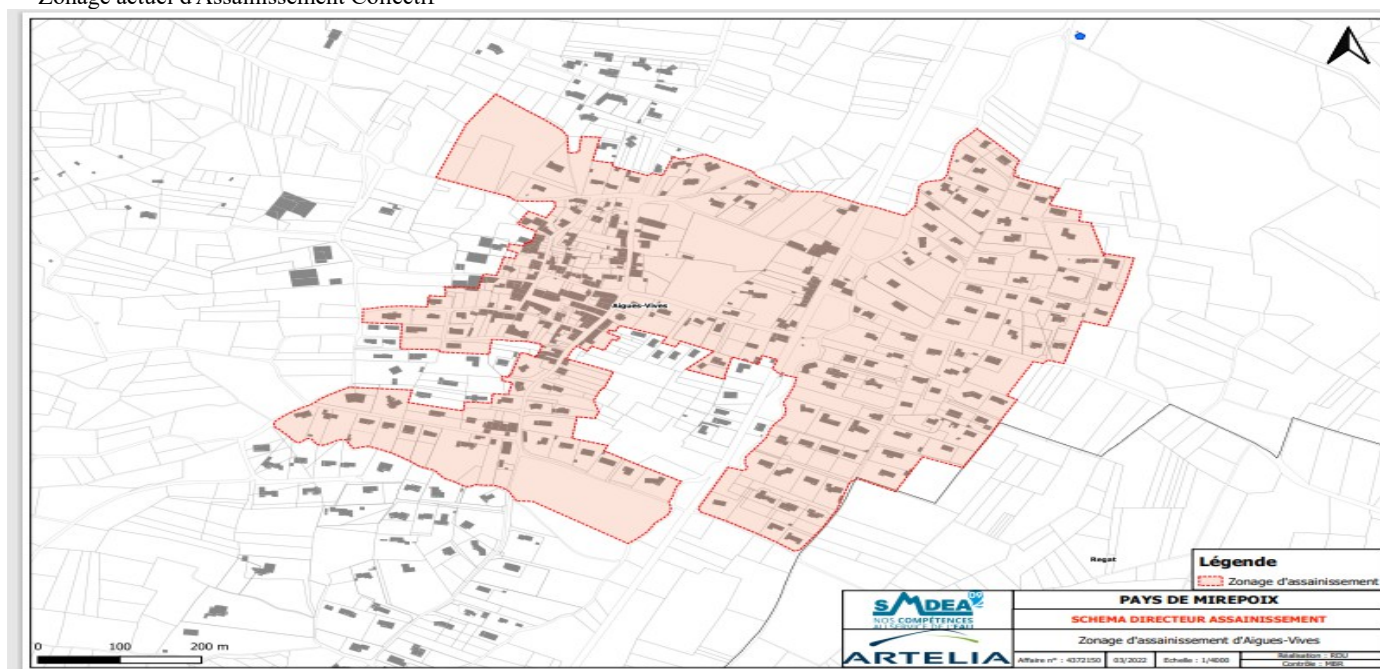 Zonage actuel d'Assainissement Collectif
Aigues-Vives
Regat
Légende
Zonage d'assainissement
0 100 200 m
SMDEA09
NOS COMPÉTENCES
AU SERVICE DE L'EAU
ARTELIA
PAYS DE MIREPOIX
SCHEMA DIRECTEUR ASSAINISSEMENT
Zonage d'assainissement d'Aigues-Vives
Affaire n° : 4372150 03/2022 Echelle : 1/4000 Réalisation : RDU
Contrôle : MBR